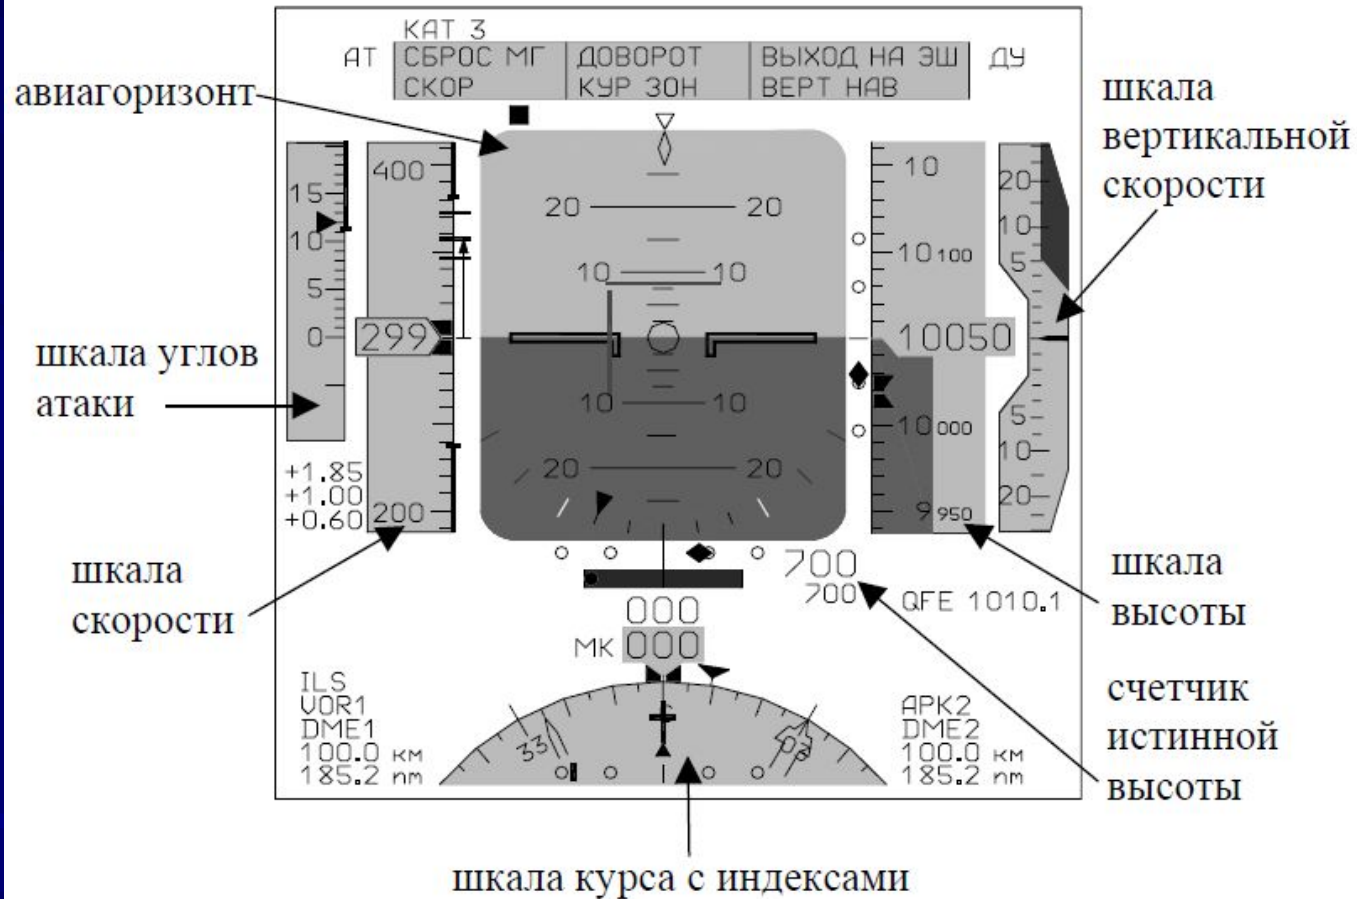 КАТ 3
АТ СБРОС МГ ДОВОРОТ ВЫХОД НА ЭШ ДУ
СКОР КУР ЗОН ВЕРТ НАВ
авиагоризонт
шкала
вертикальной
скорости
15
10
5
0
шкала углов
атаки
+1.85
+1.00
+0.60
400
299
200
шкала
скорости
20 20
10 10
10 10
20 20
10
10 100
10050
10 000
9 950
20
10
5
5
10
20
шкала
высоты
700
700
QFE 1010.1
счетчик
истинной
высоты
000
МК 000
ILS
VOR1
DME1
100.0 км
185.2 nm
33
02
АРК2
DME2
100.0 км
185.2 nm
шкала курса с индексами